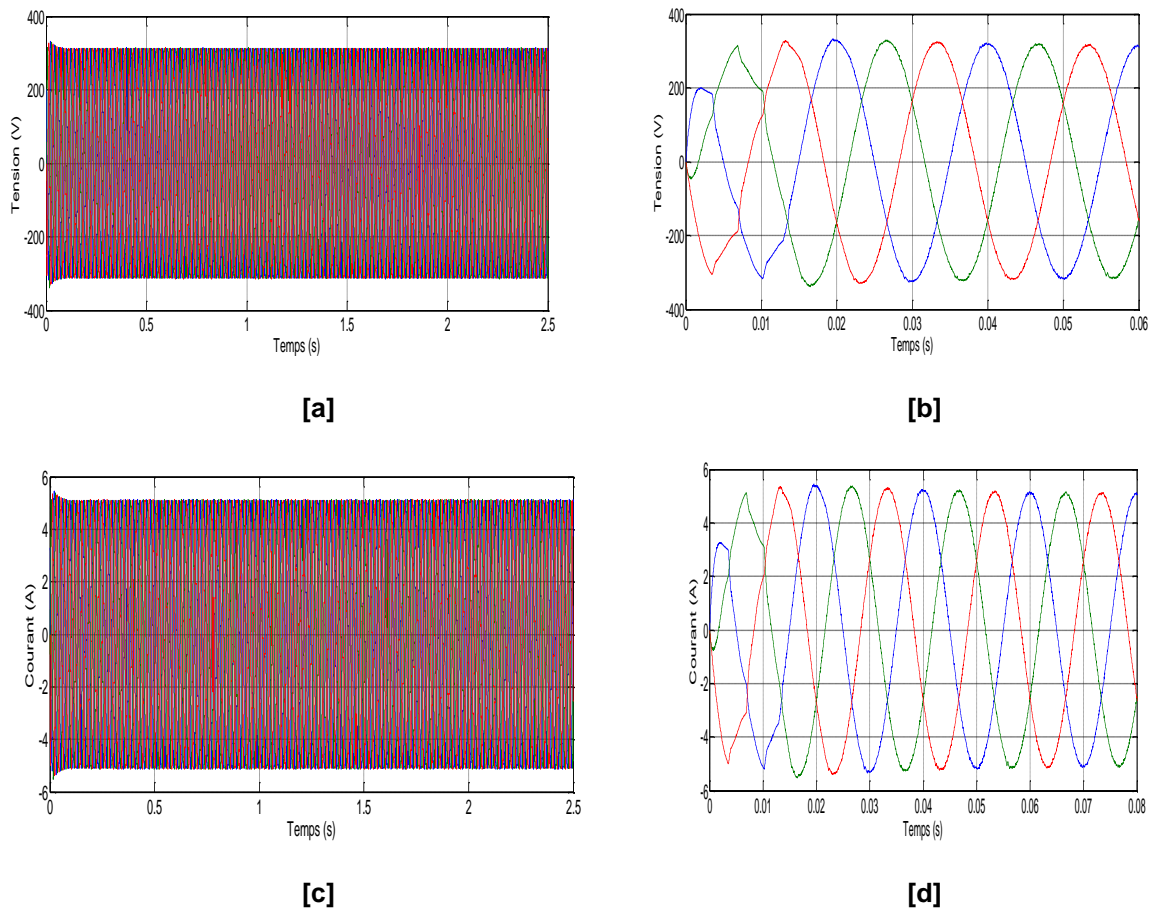 Tension (V)
400
200
0
-200
-400
0 0.5 1 1.5 2 2.5
Temps (s)
[a]
Tension (V)
400
200
0
-200
-400
0 0.01 0.02 0.03 0.04 0.05 0.06
Temps (s)
[b]
Courant (A)
6
4
2
0
-2
-4
-6
0 0.5 1 1.5 2 2.5
Temps (s)
[c]
Courant (A)
6
4
2
0
-2
-4
-6
0 0.01 0.02 0.03 0.04 0.05 0.06 0.07 0.08
Temps (s)
[d]